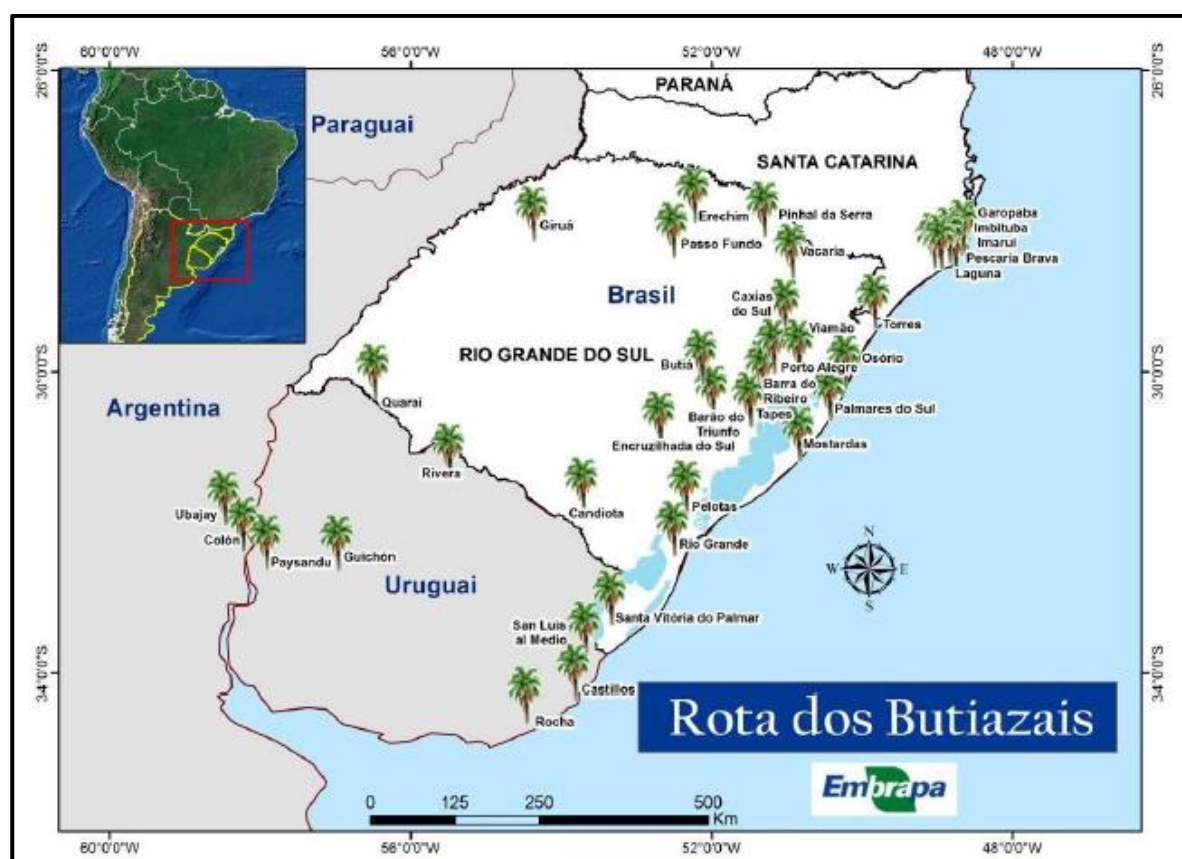 60°0'0"W
56°0'0"W
52°0'0"W
48°0'0"W
26°0'0"S
26°0'0"S
PARANÁ
Paraguai
SANTA CATARINA
Giruá
Erechim
Pinhal da Serra
Passo Fundo
Vacaria
Garopaba
Imbituba
Imaruí
Pescaria Brava
Laguna
Brasil
Caxias
do Sul
Torres
Viamão
RIO GRANDE DO SUL
Butiá
Osório
Porto Alegre
30°0'0"S
30°0'0"S
Argentina
Quaraí
Barra do
Ribeiro
Barão do
Triunfo
Tapes
Palmares do Sul
Encruzilhada do Sul
Mostardas
Rivera
Ubajay
Candiota
Pelotas
Colón
Rio Grande
Paysandu
Guichón
N
W
E
S
Uruguai
Santa Vitória do Palmar
San Luis
al Medio
34°0'0"S
34°0'0"S
Castillos
Rocha
Rota dos Butiazais
Embrapa
0
125
250
500
Km
60°0'0"W
56°0'0"W
52°0'0"W
48°0'0"W